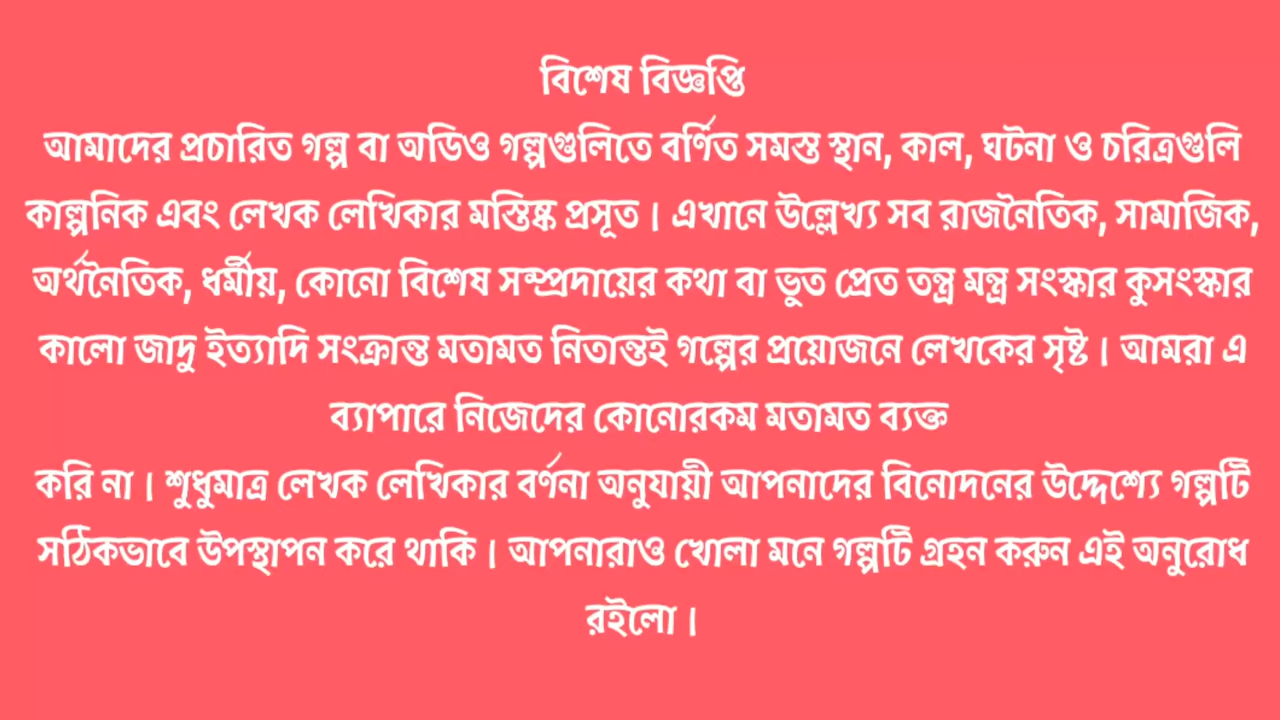 বিশেষ বিজ্ঞপ্তি
আমাদের প্রচারিত গল্প বা অডিও গল্পগুলিতে বর্ণিত সমস্ত স্থান, কাল, ঘটনা ও চরিত্রগুলি
কাল্পনিক এবং লেখক লেখিকার মস্তিষ্ক প্রসূত । এখানে উল্লেখ্য সব রাজনৈতিক, সামাজিক,
অর্থনৈতিক, ধর্মীয়, কোনো বিশেষ সম্প্রদায়ের কথা বা ভুত প্রেত তন্ত্র মন্ত্র সংস্কার কুসংস্কার
কালো জাদু ইত্যাদি সংক্রান্ত মতামত নিতান্তই গল্পের প্রয়োজনে লেখকের সৃষ্ট । আমরা এ
ব্যাপারে নিজেদের কোনোরকম মতামত ব্যক্ত
করি না । শুধুমাত্র লেখক লেখিকার বর্ণনা অনুযায়ী আপনাদের বিনোদনের উদ্দেশ্যে গল্পটি
সঠিকভাবে উপস্থাপন করে থাকি । আপনারাও খোলা মনে গল্পটি গ্রহন করুন এই অনুরোধ
রইলো ।